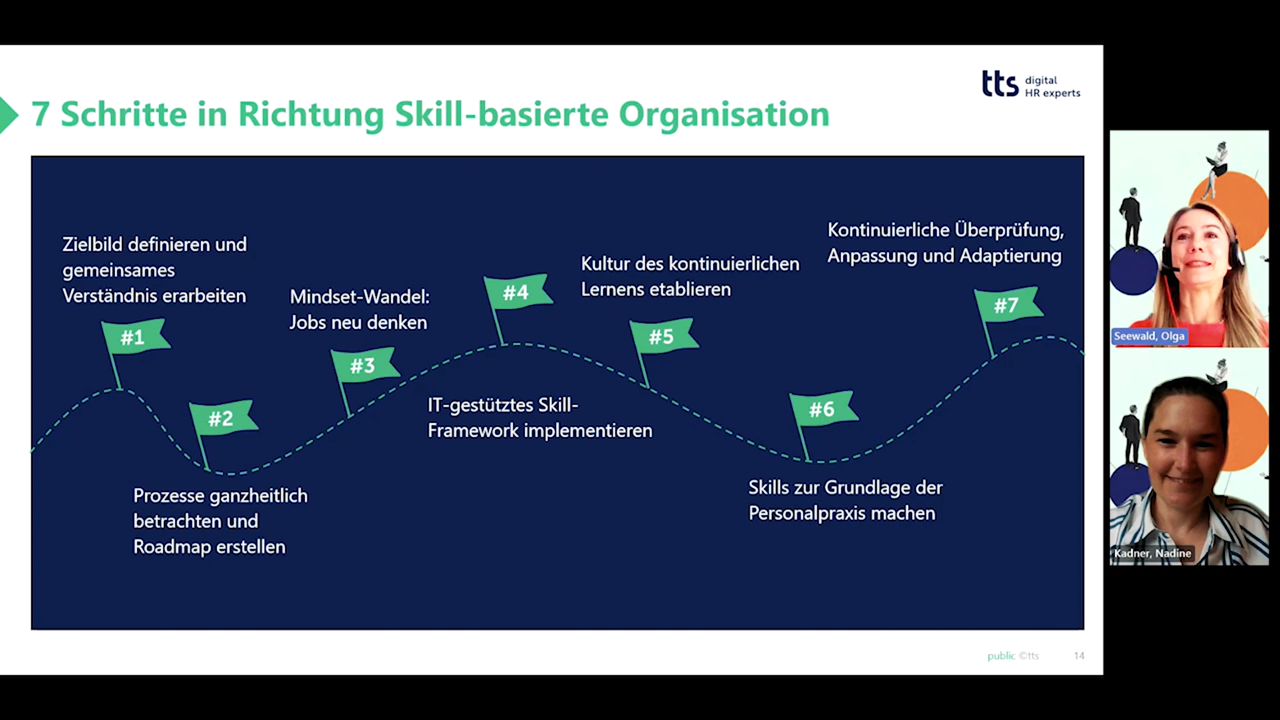 tts digital
HR experts
7 Schritte in Richtung Skill-basierte Organisation
Zielbild definieren und
gemeinsames
Verständnis erarbeiten
#1
#2
Prozesse ganzheitlich
betrachten und
Roadmap erstellen
Mindset-Wandel:
Jobs neu denken
#3
#4
IT-gestütztes Skill-
Framework implementieren
Kultur des kontinuierlichen
Lernens etablieren
#5
#6
Skills zur Grundlage der
Personalpraxis machen
Kontinuierliche Überprüfung,
Anpassung und Adaptierung
#7
public ©tts 14
Seewald, Olga
Kadner, Nadine